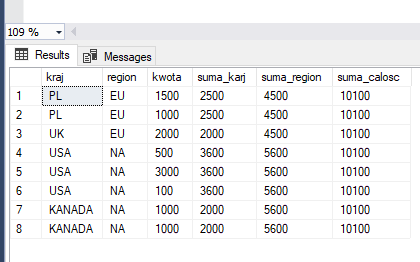 109 %
Results Messages
kraj region kwota suma_karj suma_region suma_calosc
1 PL EU 1500 2500 4500 10100
2 PL EU 1000 2500 4500 10100
3 UK EU 2000 2000 4500 10100
4 USA NA 500 3600 5600 10100
5 USA NA 3000 3600 5600 10100
6 USA NA 100 3600 5600 10100
7 KANADA NA 1000 2000 5600 10100
8 KANADA NA 1000 2000 5600 10100